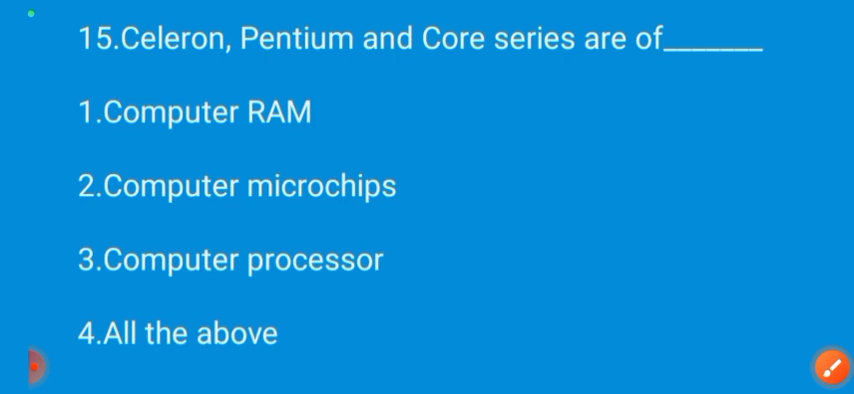 15.Celeron, Pentium and Core series are of_______
1.Computer RAM
2.Computer microchips
3.Computer processor
4.All the above